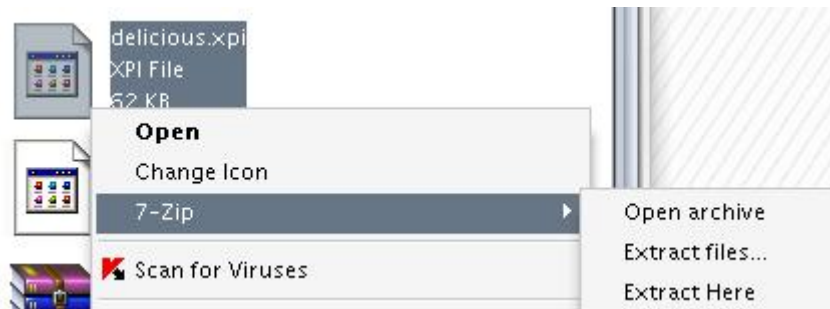 delicious.xpi
XPI File
62 KB
Open
Change Icon
7-Zip
Open archive
Extract files...
Scan for Viruses
Extract Here